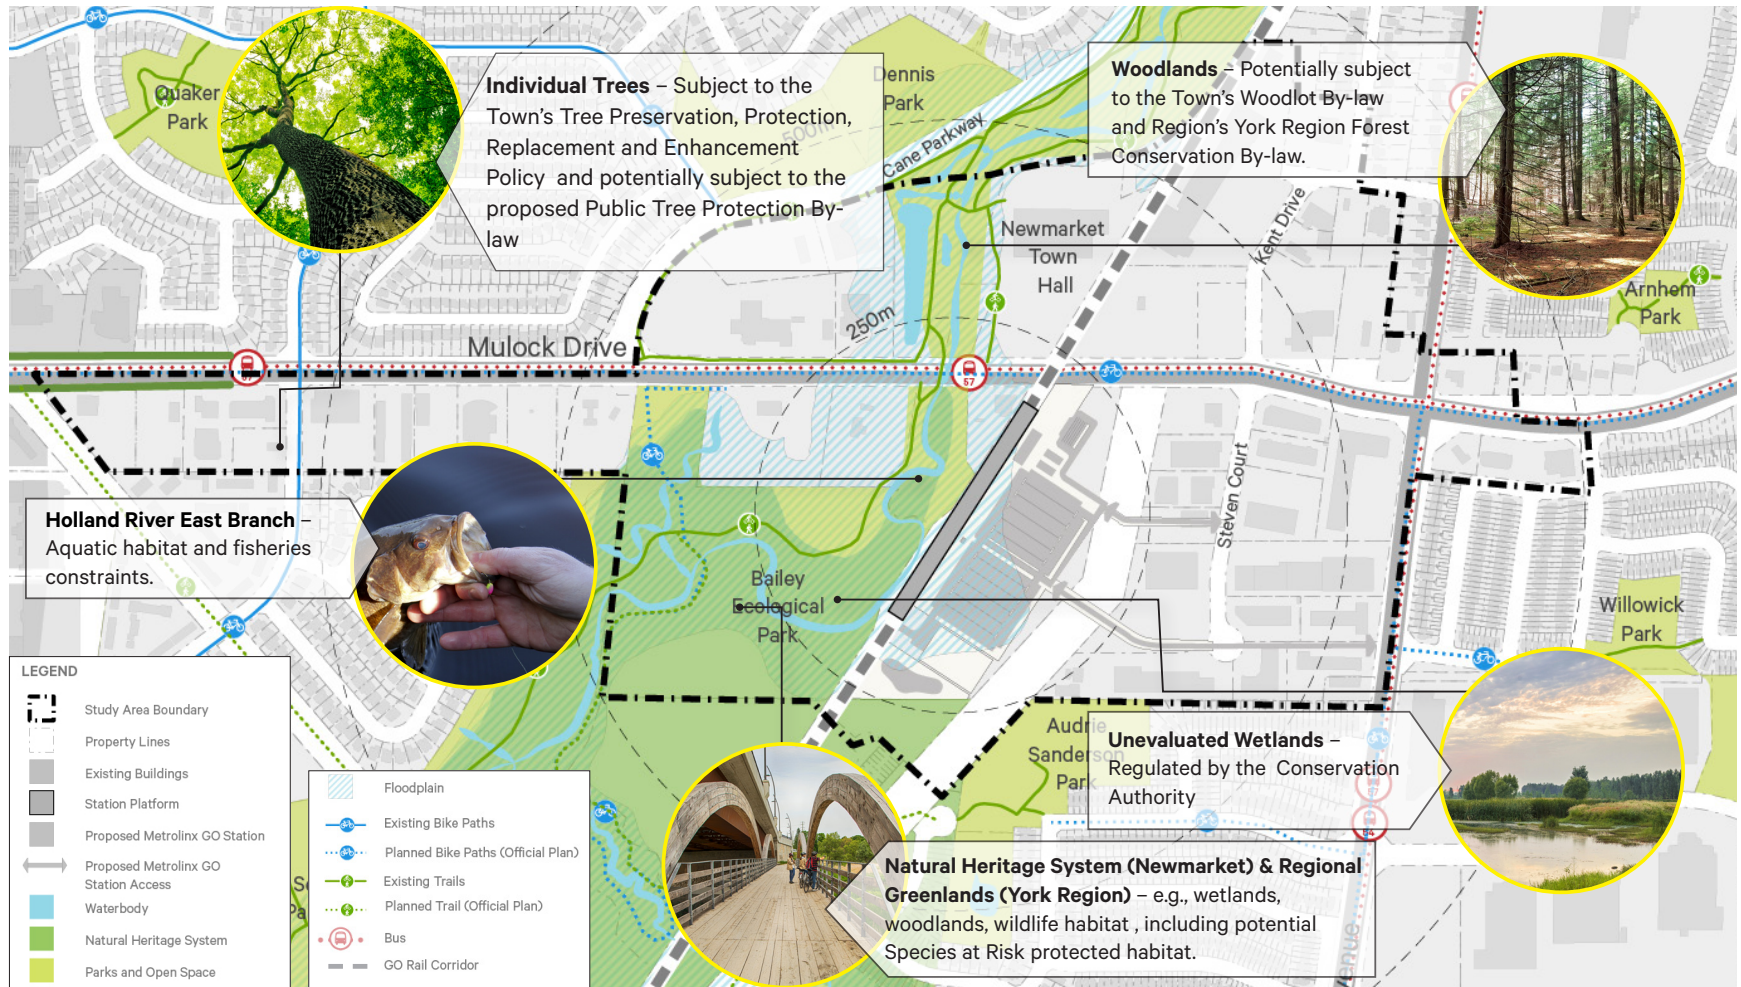 Quaker
Park
Individual Trees – Subject to the
Town's Tree Preservation, Protection,
Replacement and Enhancement
Policy and potentially subject to the
proposed Public Tree Protection By-
law
Dennis
Park
500m
Cane Parkway
Woodlands – Potentially subject
to the Town's Woodlot By-law
and Region's York Region Forest
Conservation By-law.
Newmarket
Town
Hall
Kent Drive
Arnhem
Park
250m
Mulock Drive
57
57
Steven Court
Holland River East Branch –
Aquatic habitat and fisheries
constraints.
Bailey
Ecological
Park
Willowick
Park
Audrie
Sanderson
Park
Unevaluated Wetlands –
Regulated by the Conservation
Authority
54
Natural Heritage System (Newmarket) & Regional
Greenlands (York Region) – e.g., wetlands,
woodlands, wildlife habitat , including potential
Species at Risk protected habitat.
LEGEND
Study Area Boundary
Property Lines
Existing Buildings
Station Platform
Proposed Metrolinx GO Station
Proposed Metrolinx GO
Station Access
Waterbody
Natural Heritage System
Parks and Open Space
Floodplain
Existing Bike Paths
Planned Bike Paths (Official Plan)
Existing Trails
Planned Trail (Official Plan)
Bus
GO Rail Corridor